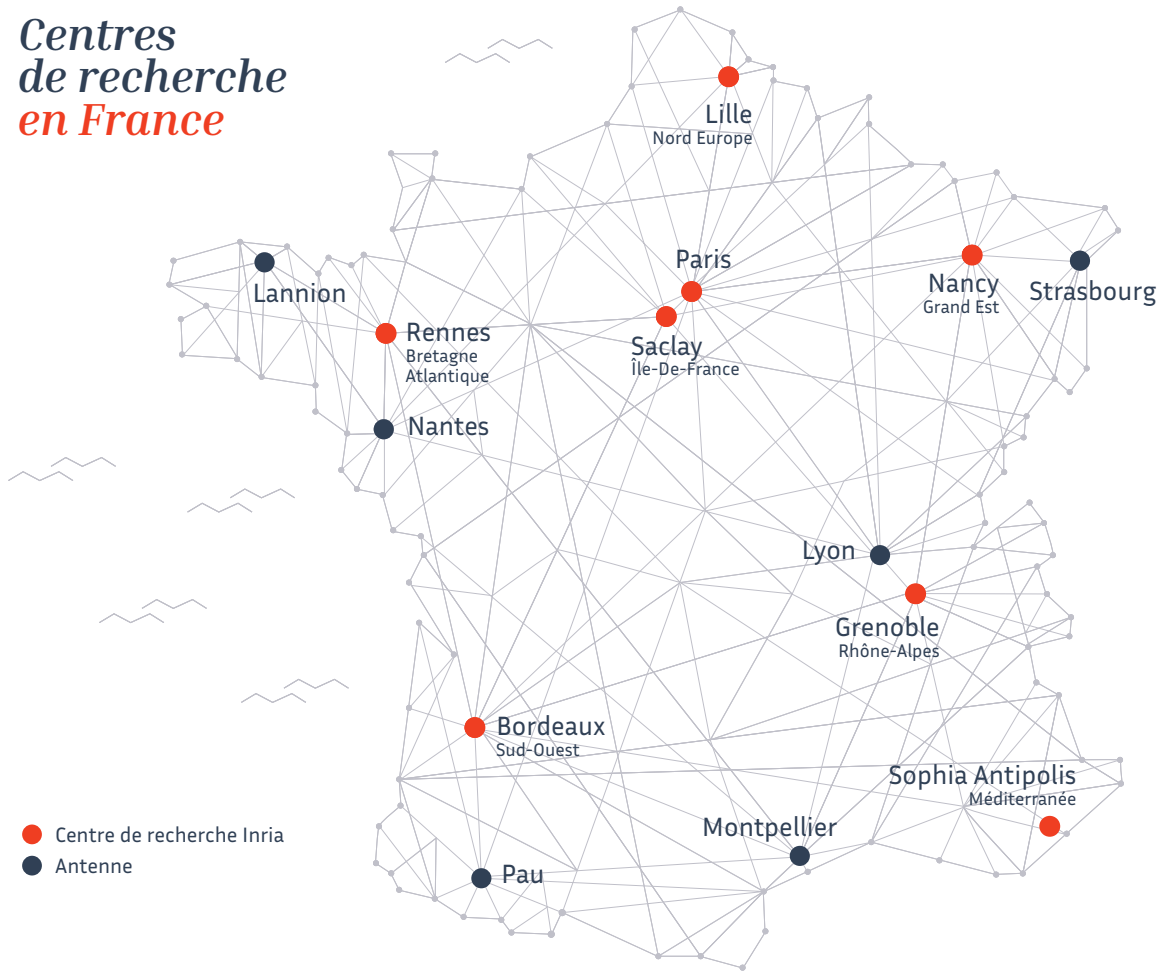 Centres
de recherche
en France
Lille
Nord Europe
Paris
Saclay
Île-De-France
Nancy
Grand Est
Strasbourg
Lannion
Rennes
Bretagne
Atlantique
Nantes
Lyon
Grenoble
Rhône-Alpes
Bordeaux
Sud-Ouest
Sophia Antipolis
Méditerranée
Montpellier
Pau
Centre de recherche Inria
Antenne